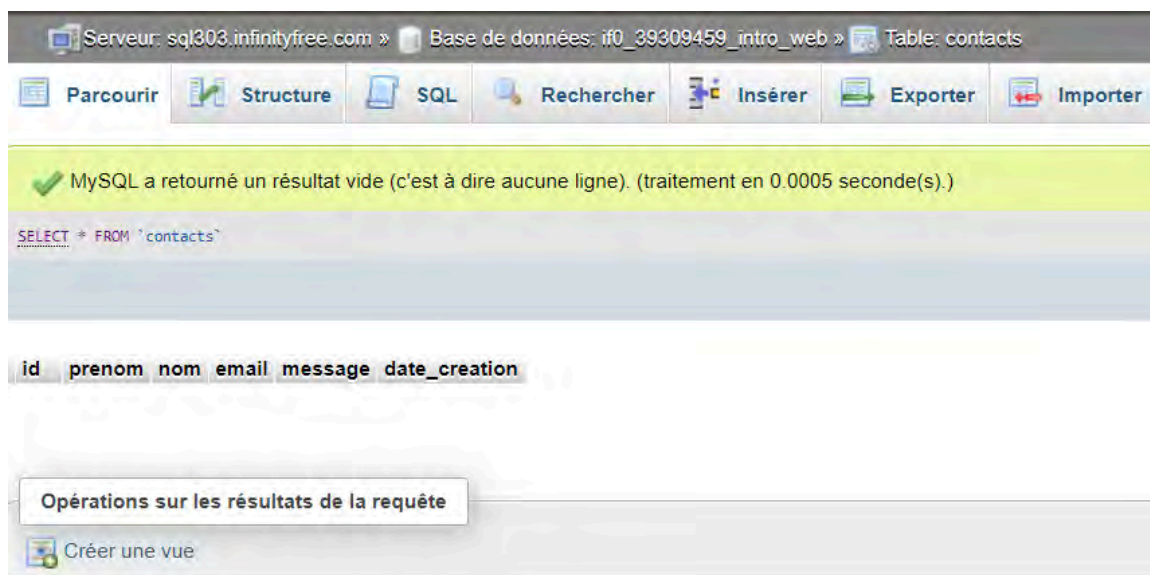 Serveur: sql303.infinityfree.com » Base de données: if0_39309459_intro_web » Table: contacts
Parcourir Structure SQL Rechercher Insérer Exporter Importer
MySQL a retourné un résultat vide (c'est à dire aucune ligne). (traitement en 0.0005 seconde(s).)
SELECT * FROM `contacts`
id prenom nom email message date_creation
Opérations sur les résultats de la requête
Créer une vue